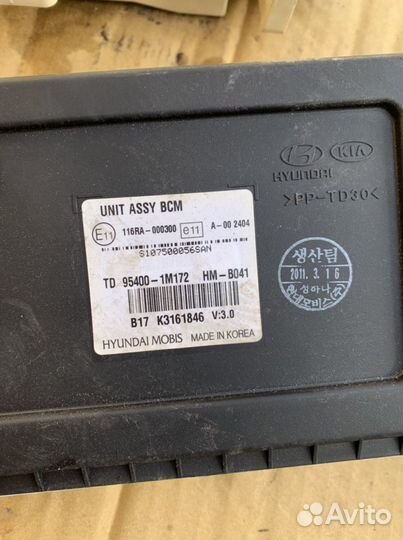 UNIT ASSY BCM
E11 116RA-000300 e11 A-00 2404
S107500056SAN
TD 95400-1M172 HM-B041
B17 K3161846 V:3.0
HYUNDAI MOBIS MADE IN KOREA
HYUNDAI KIA
>PP-TD30<
생산팀
2011. 3. 16
Avito